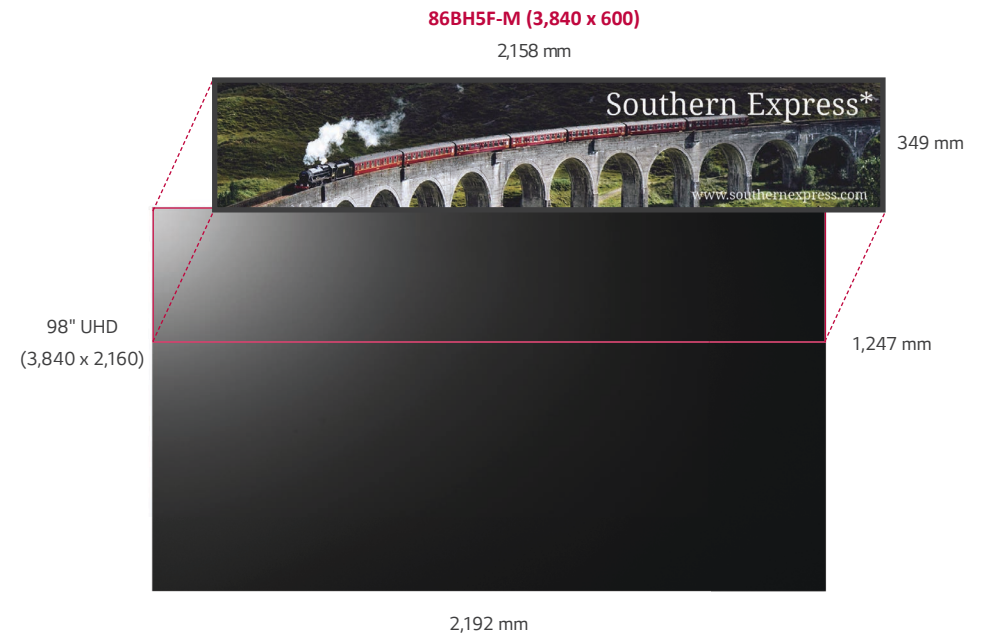 86BH5F-M (3,840 x 600)
2,158 mm
Southern Express*
349 mm
www.southernexpress.com
98" UHD
(3,840 x 2,160)
1,247 mm
2,192 mm